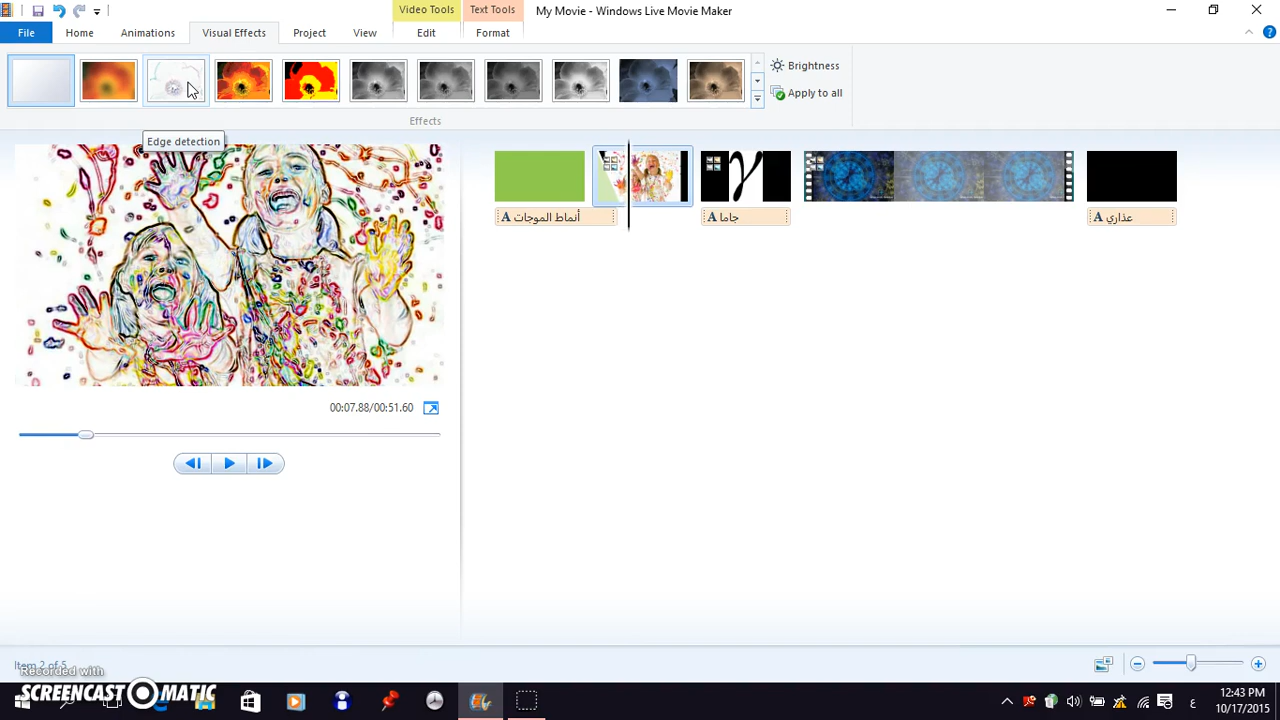 Video Tools
Text Tools
My Movie - Windows Live Movie Maker
File
Home
Animations
Visual Effects
Project
View
Edit
Format
Brightness
Apply to all
Effects
Edge detection
A أنماط الموجات
A جاما
A عذاري
γ
00:07.88/00:51.60
Item 2 of 5
Recorded with
SCREENCAST MATIC
12:43 PM
10/17/2015
ع